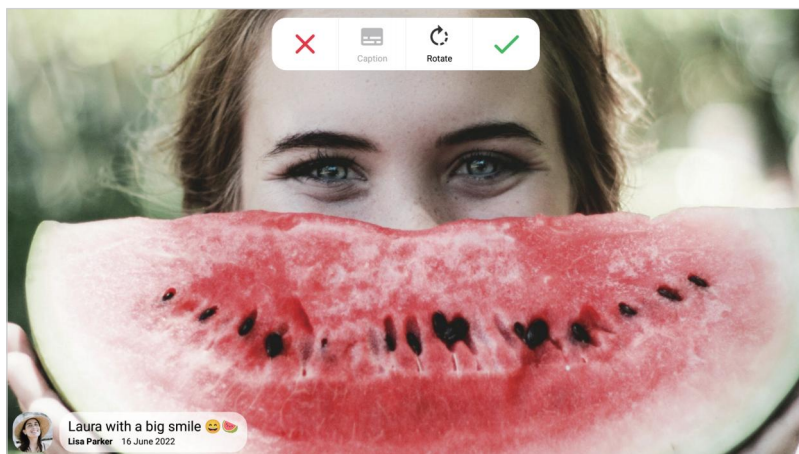 Caption
Rotate
Laura with a big smile 😄🍉
Lisa Parker 16 June 2022